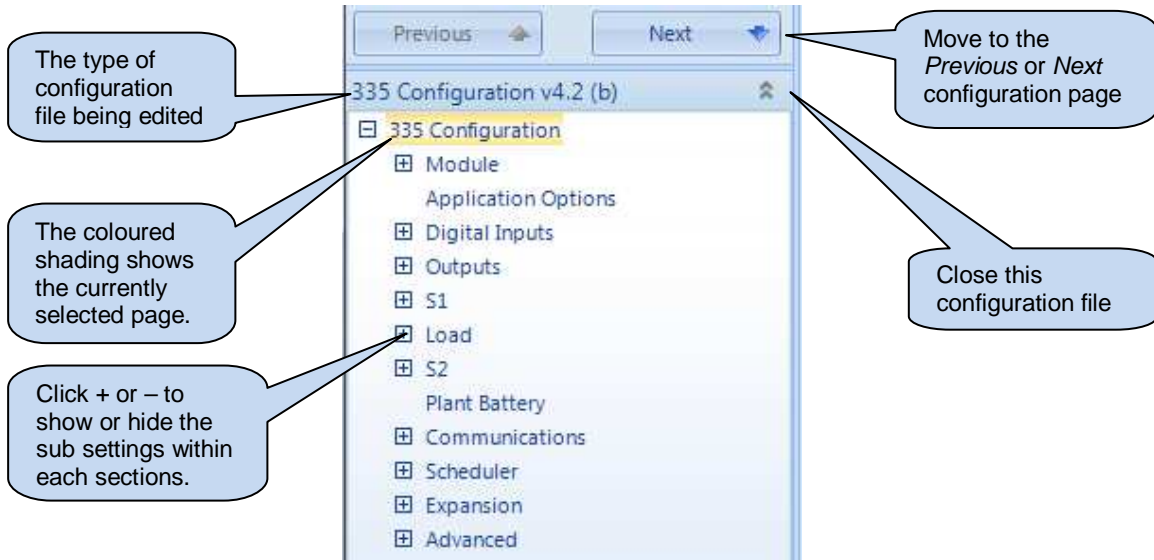 The type of
configuration
file being edited
The coloured
shading shows
the currently
selected page.
Click + or – to
show or hide the
sub settings within
each sections.
Previous
Next
335 Configuration v4.2 (b)
335 Configuration
Module
Application Options
Digital Inputs
Outputs
S1
Load
S2
Plant Battery
Communications
Scheduler
Expansion
Advanced
Move to the
Previous or Next
configuration page
Close this
configuration file